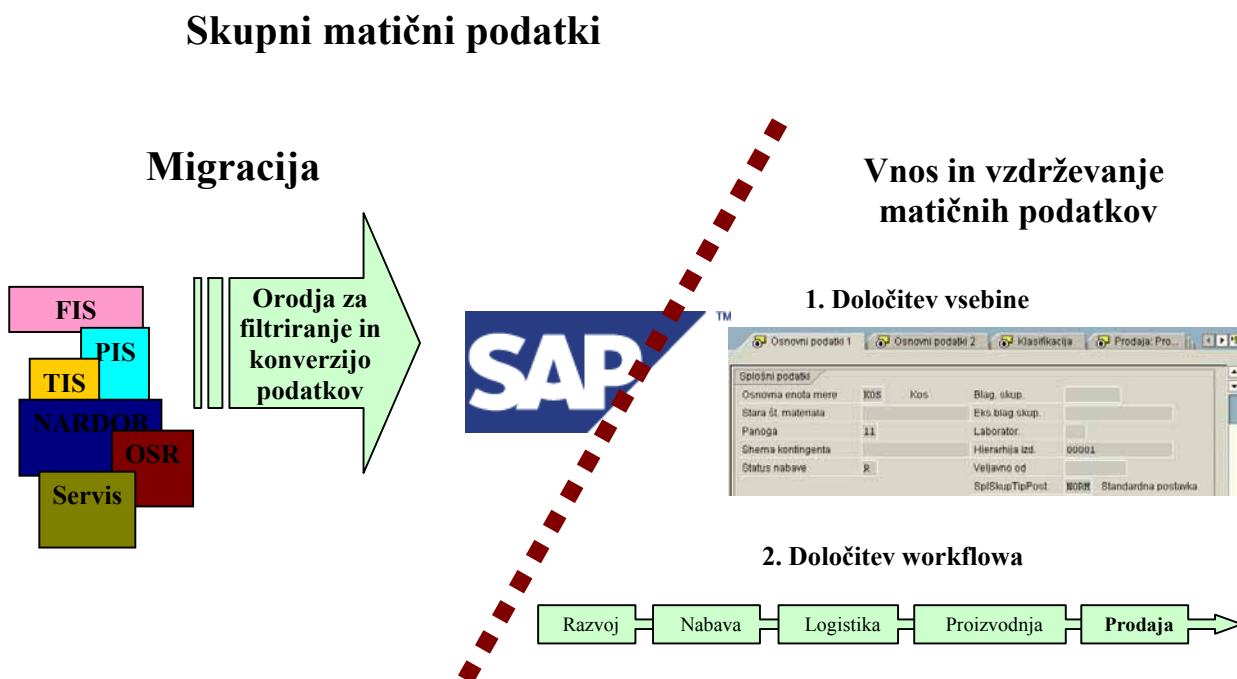 Skupni matični podatki
Migracija
FIS
PIS
TIS
NARDOB
OSR
Servis
Orodja za
filtriranje in
konverzijo
podatkov
SAP
TM
Vnos in vzdrževanje
matičnih podatkov
1. Določitev vsebine
Osnovni podatki 1 Osnovni podatki 2 Klasifikacija Prodaja: Pro...
Splošni podatki
Osnovna enota mere KOS Kos Blag. skup.
Stara št. materiala Eks.blag.skup.
Panoga 11 Laborator.
Shema kontingenta Hierarhija izd. 00001
Status nabave R Veljavno od
SplSkupTipPost. NORM Standardna postavka
2. Določitev workflowa
Razvoj Nabava Logistika Proizvodnja Prodaja